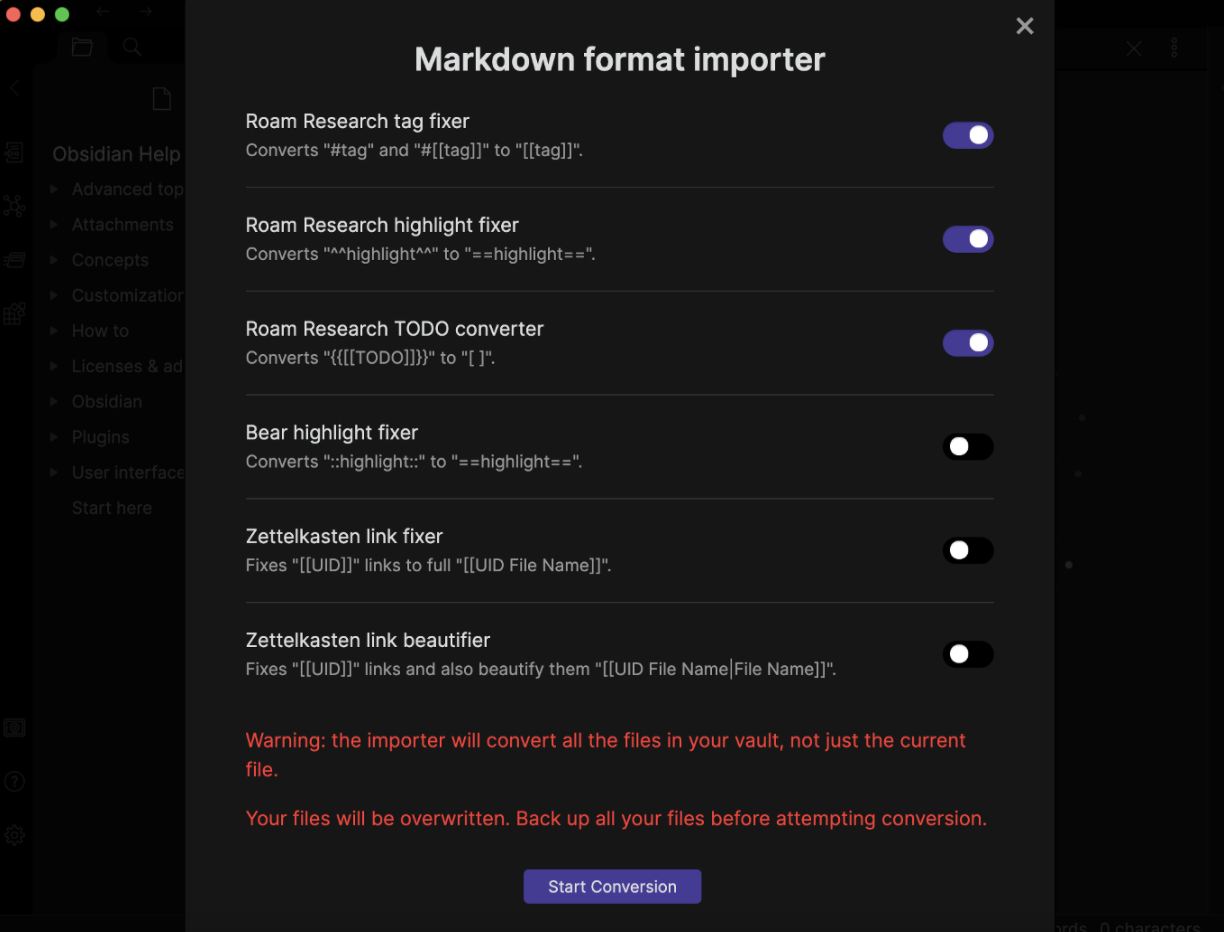 Markdown format importer
Roam Research tag fixer
Converts "#tag" and "#[[tag]]" to "[[tag]]".
Roam Research highlight fixer
Converts "^^highlight^^" to "==highlight==".
Roam Research TODO converter
Converts "{{[[TODO]]}}" to "[ ]".
Bear highlight fixer
Converts "::highlight::" to "==highlight==".
Zettelkasten link fixer
Fixes "[[UID]]" links to full "[[UID File Name]]".
Zettelkasten link beautifier
Fixes "[[UID]]" links and also beautify them "[[UID File Name|File Name]]".
Warning: the importer will convert all the files in your vault, not just the current
file.
Your files will be overwritten. Back up all your files before attempting conversion.
Start Conversion
Obsidian Help
Advanced top
Attachments
Concepts
Customization
How to
Licenses & ad
Obsidian
Plugins
User interface
Start here
0 characters